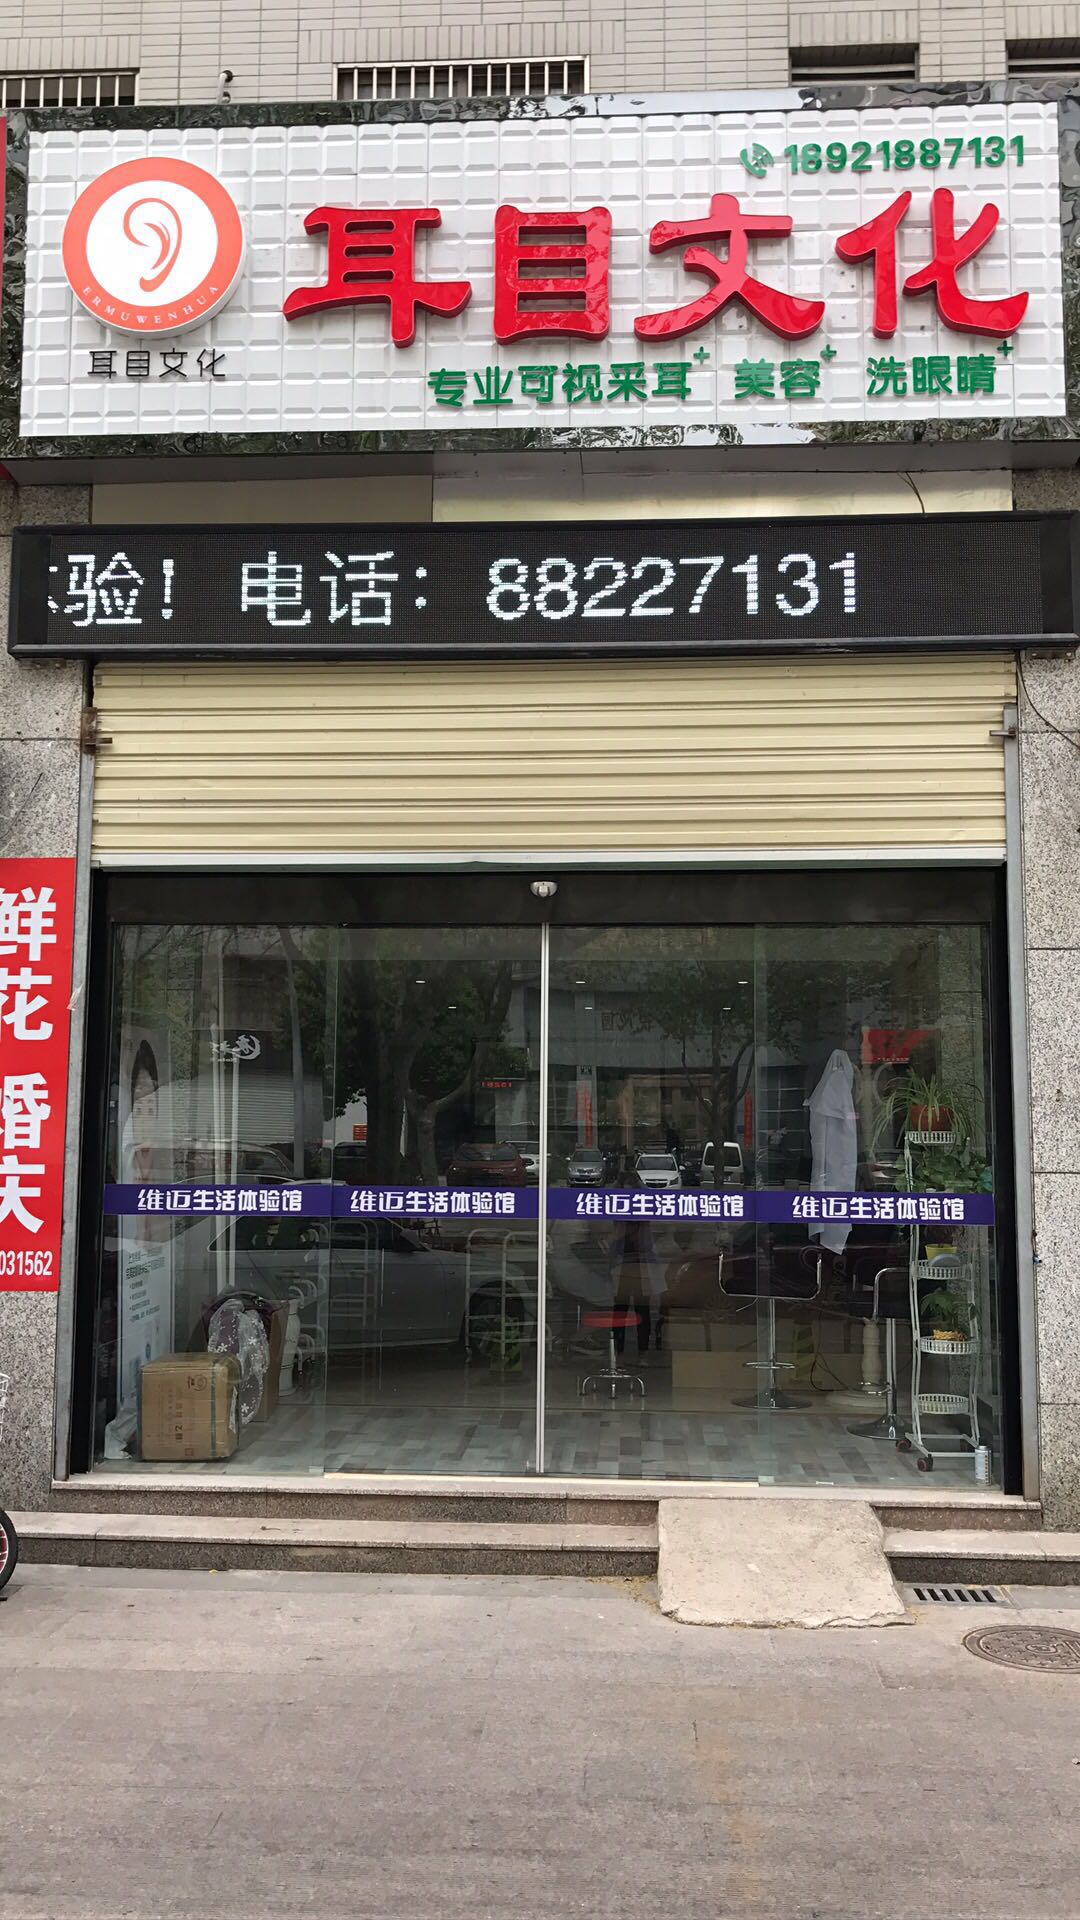 18921887131
耳目文化
ERMUWENHUA
耳目文化
专业可视采耳+ 美容+ 洗眼睛+
验！电话：88227131
鲜花 婚庆
031562
维迈生活体验馆 维迈生活体验馆 维迈生活体验馆 维迈生活体验馆